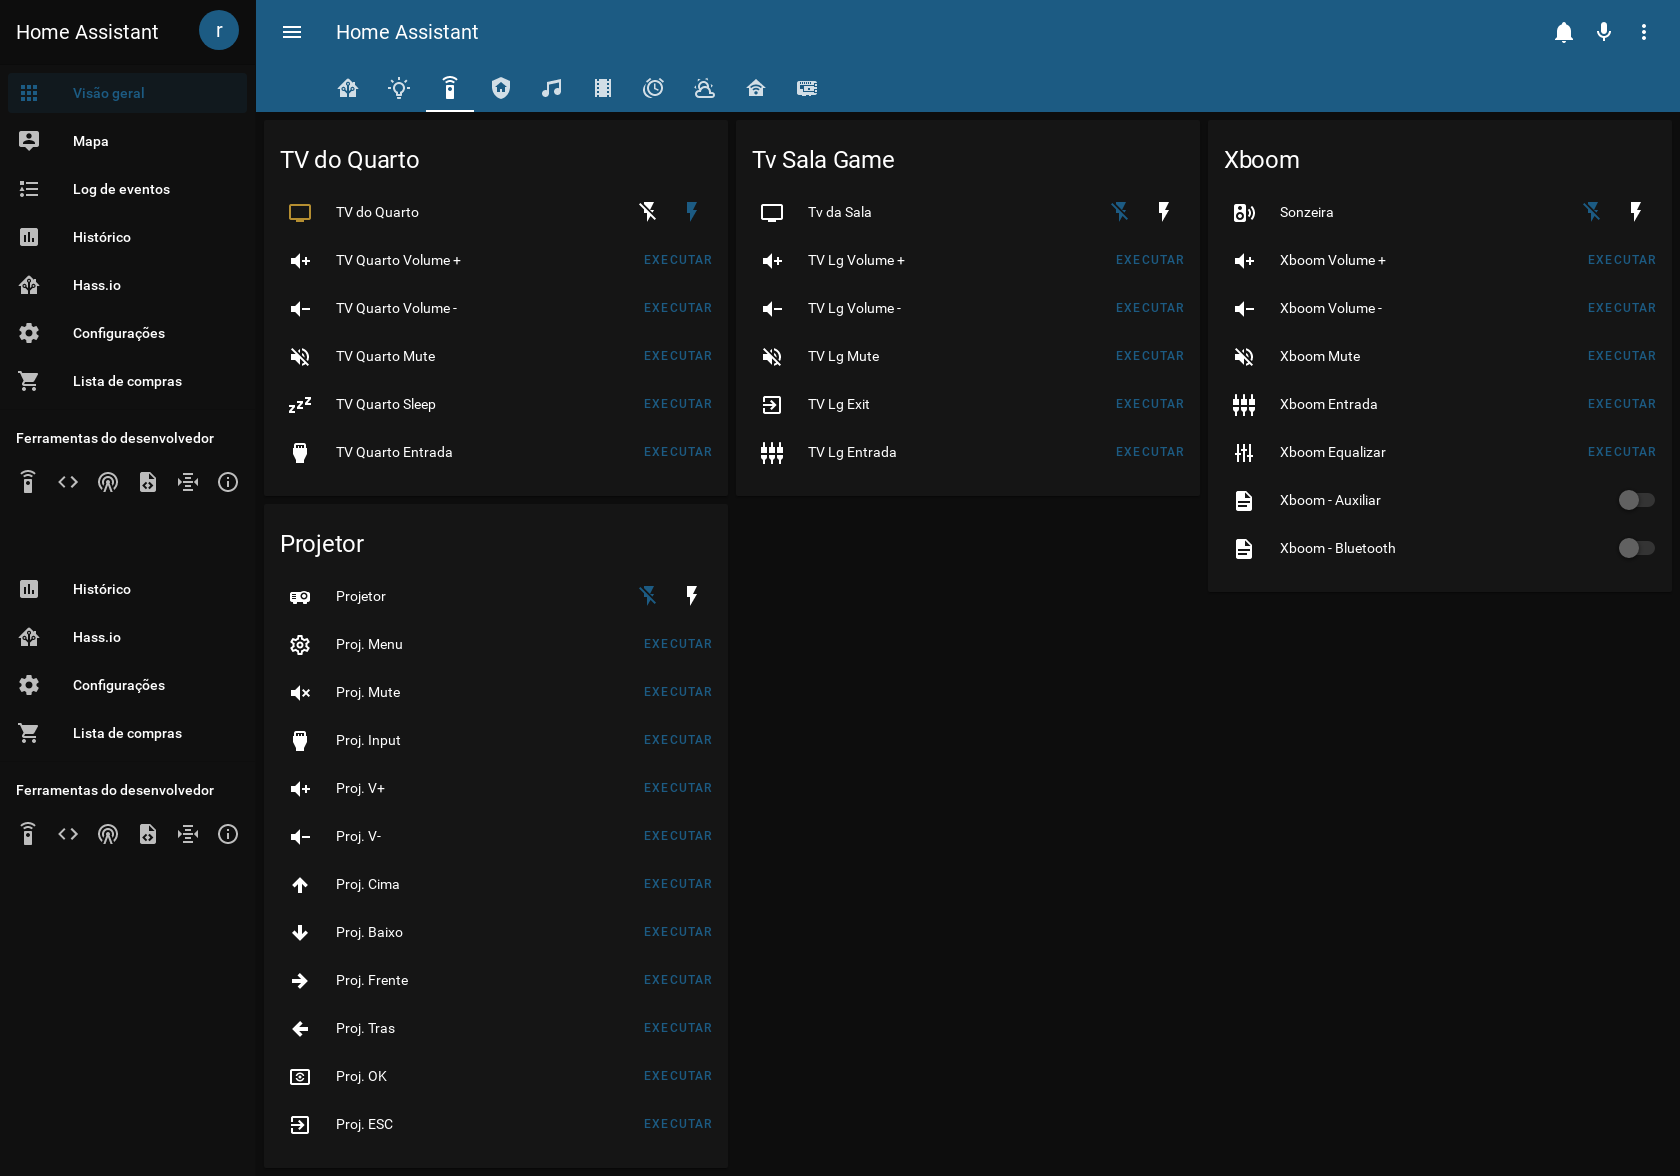 Home Assistant
r
Visão geral
Mapa
Log de eventos
Histórico
Hass.io
Configurações
Lista de compras
Ferramentas do desenvolvedor
Histórico
Hass.io
Configurações
Lista de compras
Ferramentas do desenvolvedor
Home Assistant
TV do Quarto
TV do Quarto
TV Quarto Volume + EXECUTAR
TV Quarto Volume - EXECUTAR
TV Quarto Mute EXECUTAR
TV Quarto Sleep EXECUTAR
TV Quarto Entrada EXECUTAR
Projetor
Projetor
Proj. Menu EXECUTAR
Proj. Mute EXECUTAR
Proj. Input EXECUTAR
Proj. V+ EXECUTAR
Proj. V- EXECUTAR
Proj. Cima EXECUTAR
Proj. Baixo EXECUTAR
Proj. Frente EXECUTAR
Proj. Tras EXECUTAR
Proj. OK EXECUTAR
Proj. ESC EXECUTAR
Tv Sala Game
Tv da Sala
TV Lg Volume + EXECUTAR
TV Lg Volume - EXECUTAR
TV Lg Mute EXECUTAR
TV Lg Exit EXECUTAR
TV Lg Entrada EXECUTAR
Xboom
Sonzeira
Xboom Volume + EXECUTAR
Xboom Volume - EXECUTAR
Xboom Mute EXECUTAR
Xboom Entrada EXECUTAR
Xboom Equalizar EXECUTAR
Xboom - Auxiliar
Xboom - Bluetooth